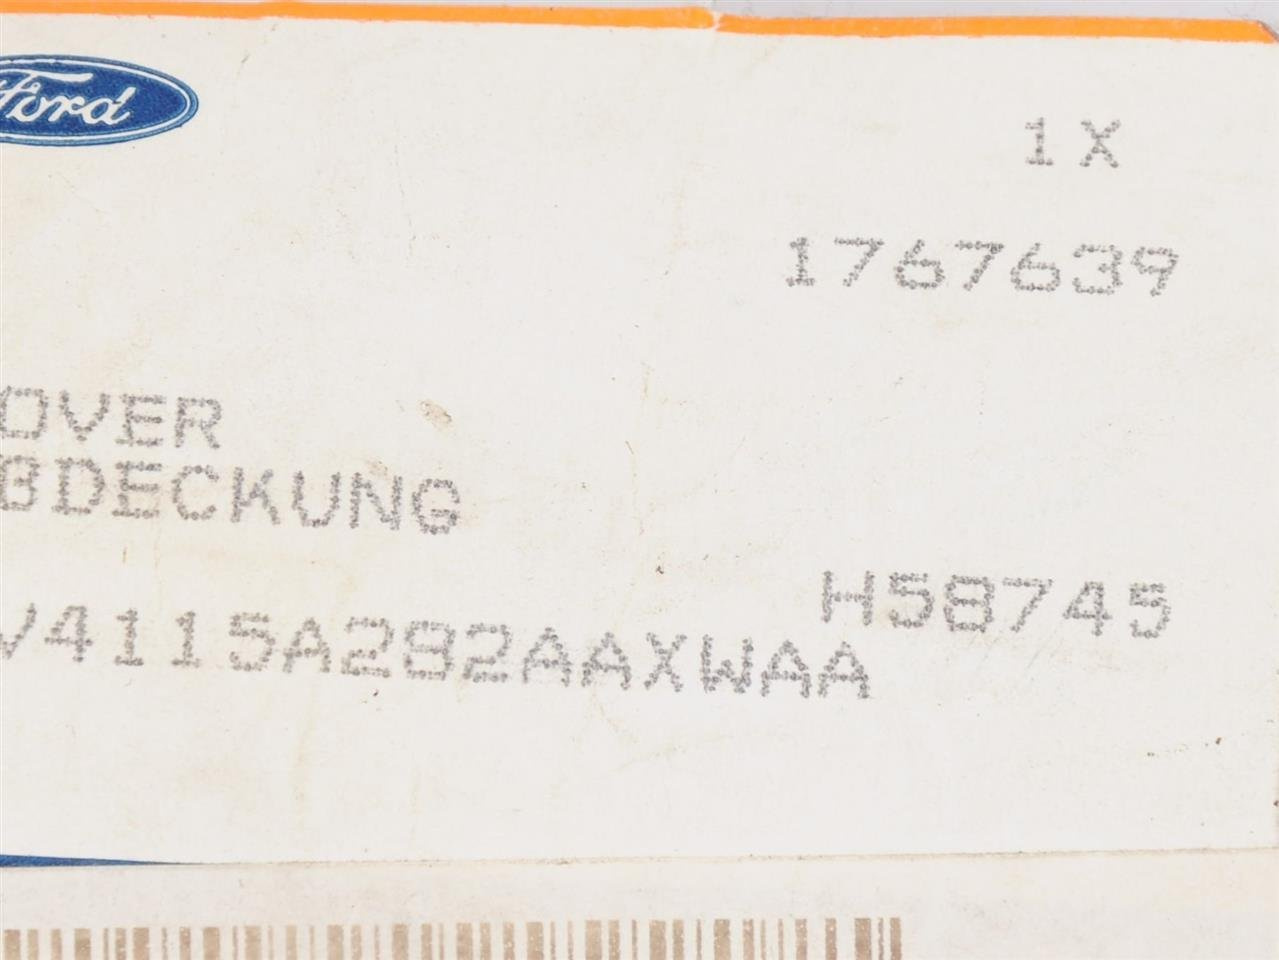 Ford
1X
1767639
OVER
BDECKUNG
H58745
V4115A282AAXWAA